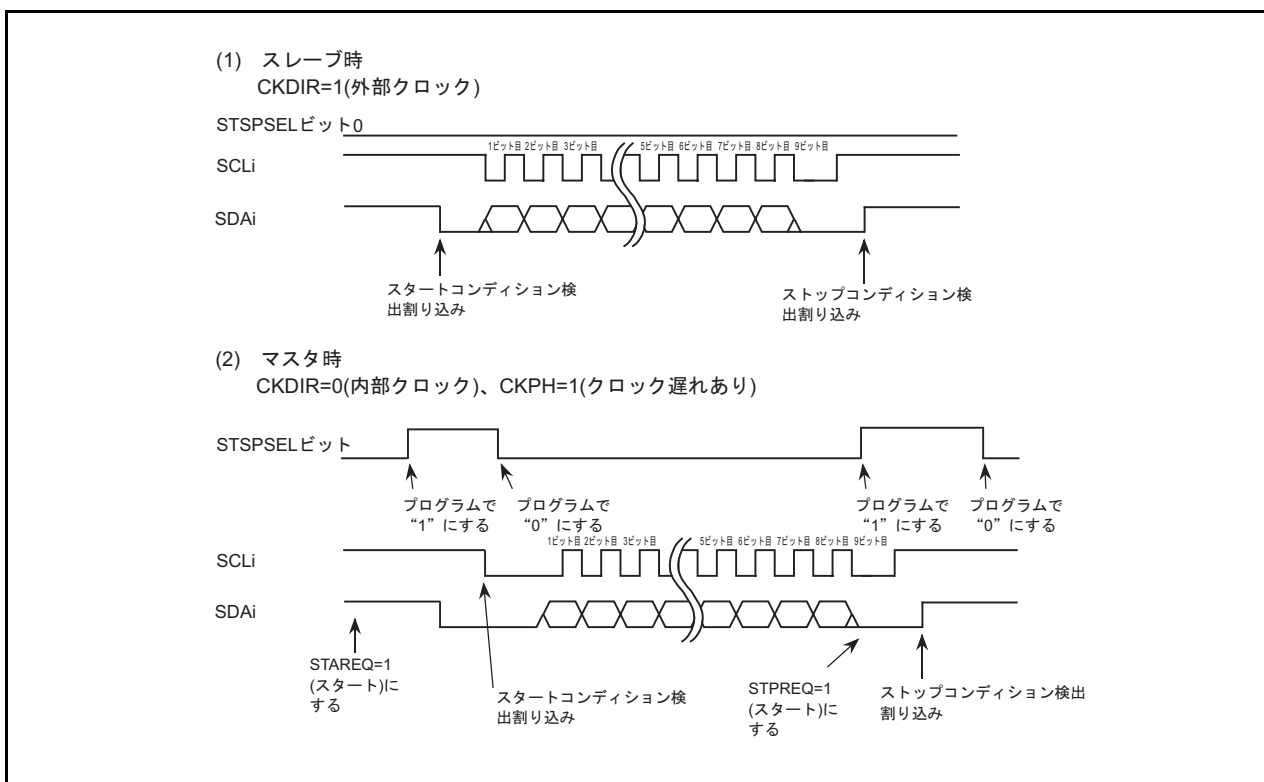 (1) スレーブ時
CKDIR=1(外部クロック)
STSPSELビット0
1ビット目 2ビット目 3ビット目 5ビット目 6ビット目 7ビット目 8ビット目 9ビット目
SCLi
SDAi
スタートコンディション検
出割り込み
ストップコンディション検
出割り込み
(2) マスタ時
CKDIR=0(内部クロック)、CKPH=1(クロック遅れあり)
STSPSELビット
プログラムで
“1”にする
プログラムで
“0”にする
プログラムで
“1”にする
プログラムで
“0”にする
1ビット目 2ビット目 3ビット目 5ビット目 6ビット目 7ビット目 8ビット目 9ビット目
SCLi
SDAi
STAREQ=1
(スタート)に
する
スタートコンディション検
出割り込み
STPREQ=1
(スタート)に
する
ストップコンディション検出
割り込み